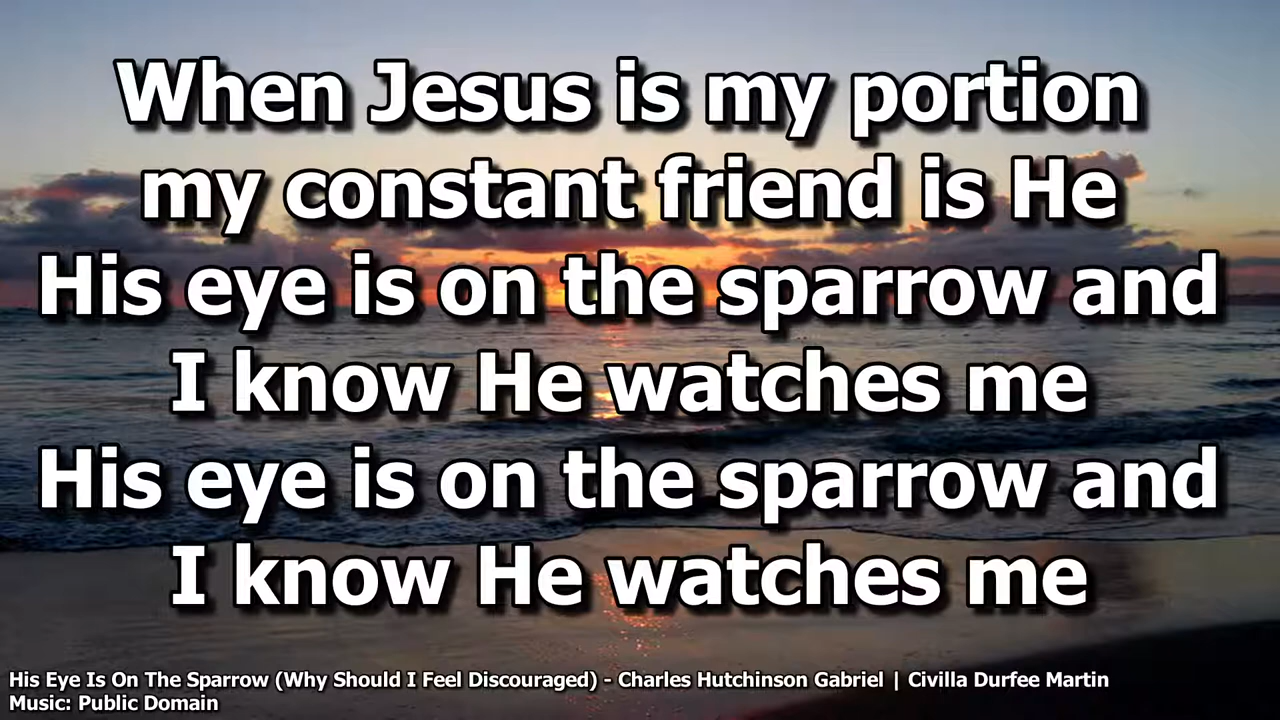 When Jesus is my portion
my constant friend is He
His eye is on the sparrow and
I know He watches me
His eye is on the sparrow and
I know He watches me
His Eye Is On The Sparrow (Why Should I Feel Discouraged) - Charles Hutchinson Gabriel | Civilla Durfee Martin
Music: Public Domain